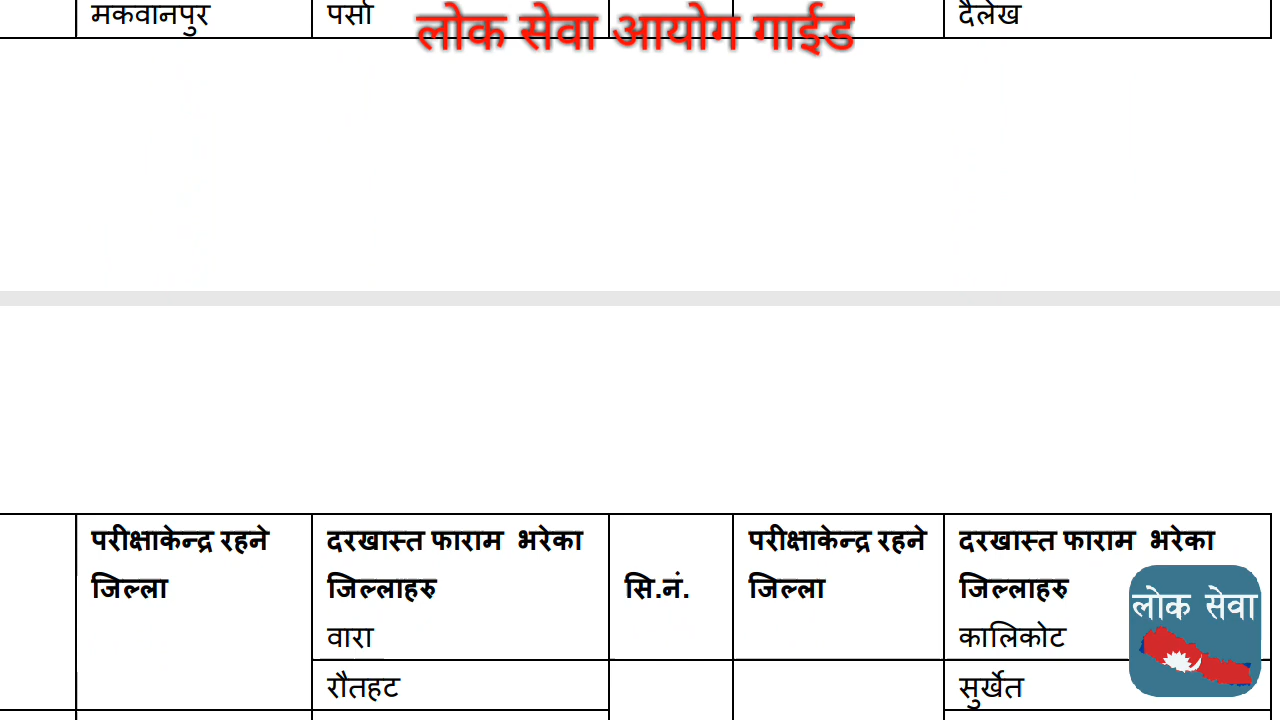 लोक सेवा आयोग गाईड
मकवानपुर पर्सा दैलेख
परीक्षाकेन्द्र रहने दरखास्त फाराम भरेका परीक्षाकेन्द्र रहने दरखास्त फाराम भरेका
जिल्ला जिल्लाहरु सि.नं. जिल्ला जिल्लाहरु
वारा कालिकोट
रौतहट सुर्खेत
लोक सेवा